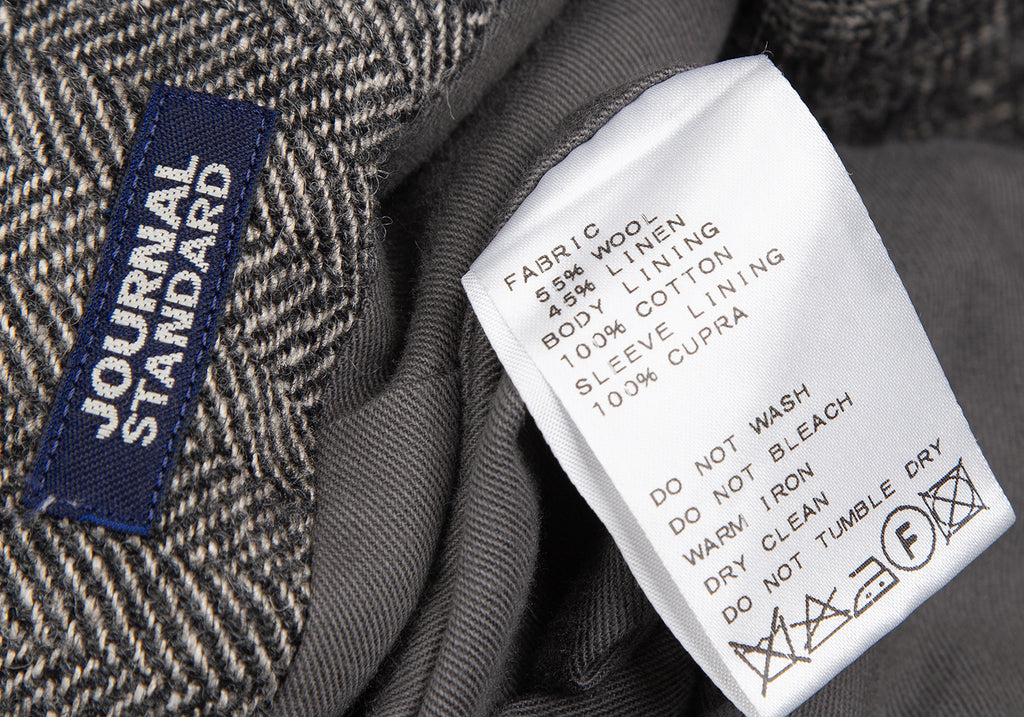 JOURNAL
STANDARD
FABRIC
55% WOOL
45% LINEN
BODY LINING
100% COTTON
SLEEVE LINING
100% CUPRA
DO NOT WASH
DO NOT BLEACH
WARM IRON
DRY CLEAN
DO NOT TUMBLE DRY
F